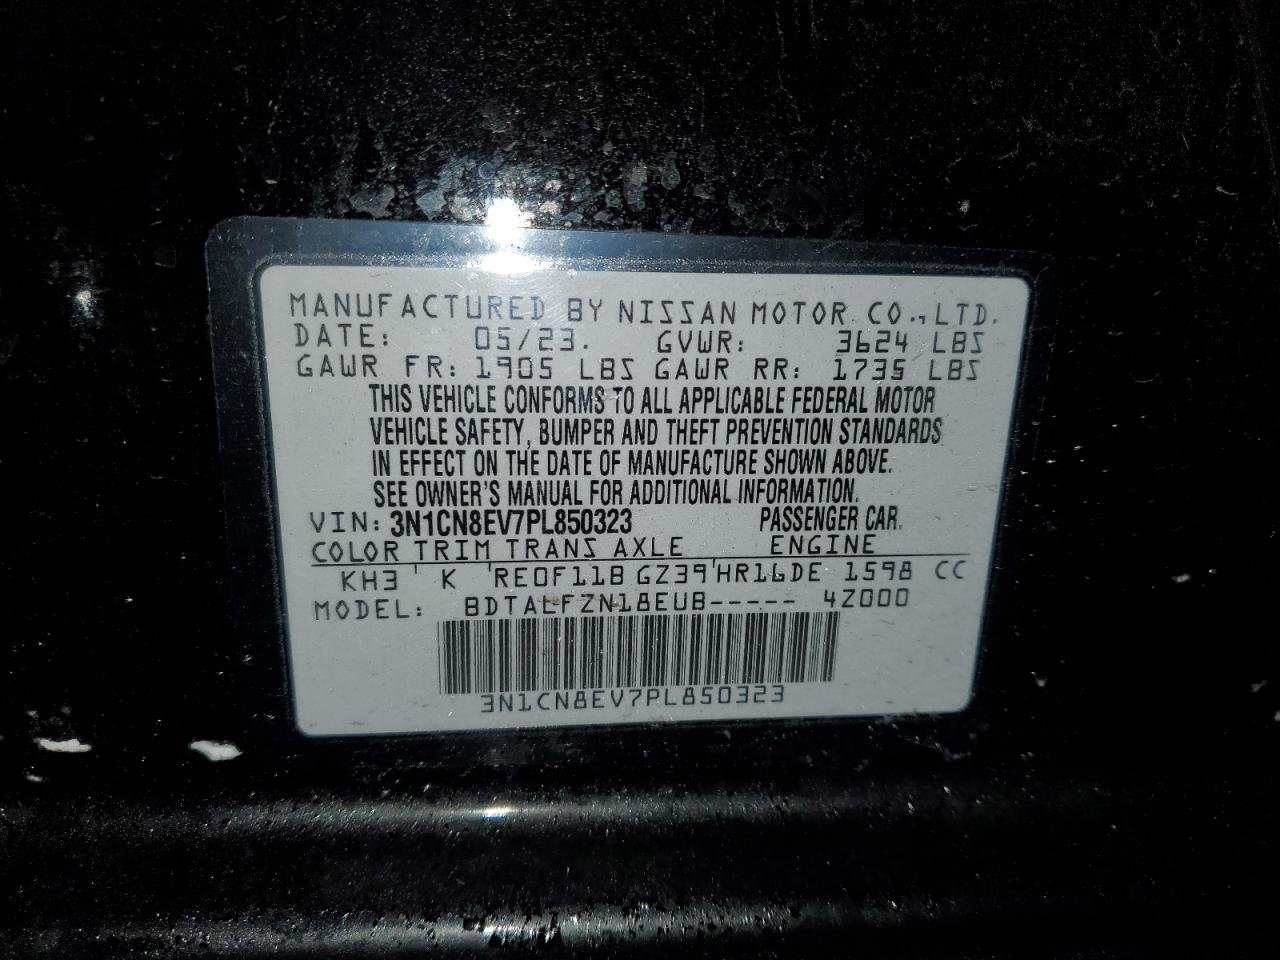 MANUFACTURED BY NISSAN MOTOR CO., LTD.
DATE: 05/23. GVWR: 3624 LBS
GAWR FR: 1905 LBS GAWR RR: 1735 LBS
THIS VEHICLE CONFORMS TO ALL APPLICABLE FEDERAL MOTOR
VEHICLE SAFETY, BUMPER AND THEFT PREVENTION STANDARDS
IN EFFECT ON THE DATE OF MANUFACTURE SHOWN ABOVE.
SEE OWNER'S MANUAL FOR ADDITIONAL INFORMATION.
VIN: 3N1CN8EV7PL850323 PASSENGER CAR.
COLOR TRIM TRANS AXLE ENGINE
KH3 ' K 'RE0F11B GZ39'HR16DE 1598 CC
MODEL: BDTALFZN18EUB----- 4Z000
3N1CN8EV7PL850323